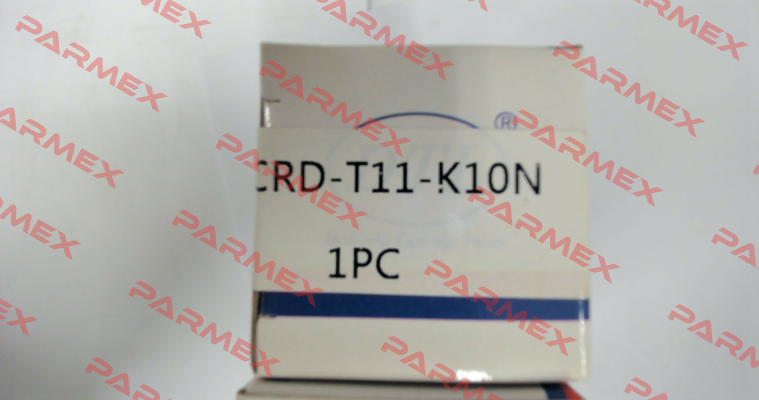 ®
CRD-T11-K10N
1PC
PARMEX